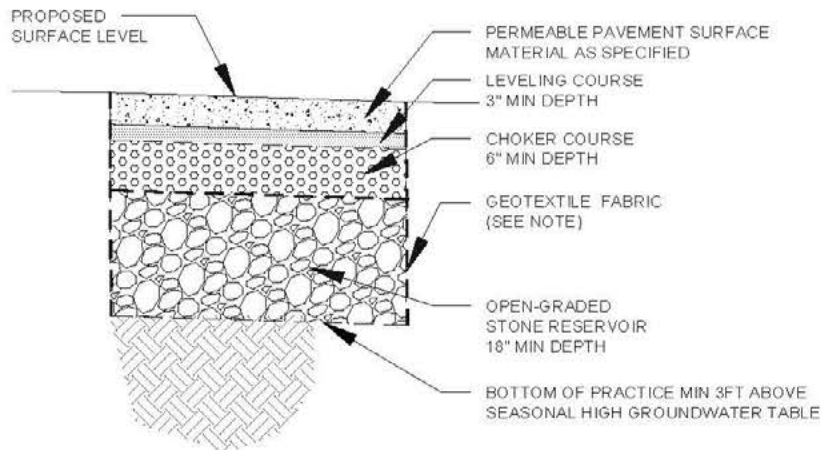 PROPOSED
SURFACE LEVEL
PERMEABLE PAVEMENT SURFACE
MATERIAL AS SPECIFIED
LEVELING COURSE
3" MIN DEPTH
CHOKER COURSE
6" MIN DEPTH
GEOTEXTILE FABRIC
(SEE NOTE)
OPEN-GRADED
STONE RESERVOIR
18" MIN DEPTH
BOTTOM OF PRACTICE MIN 3FT ABOVE
SEASONAL HIGH GROUNDWATER TABLE